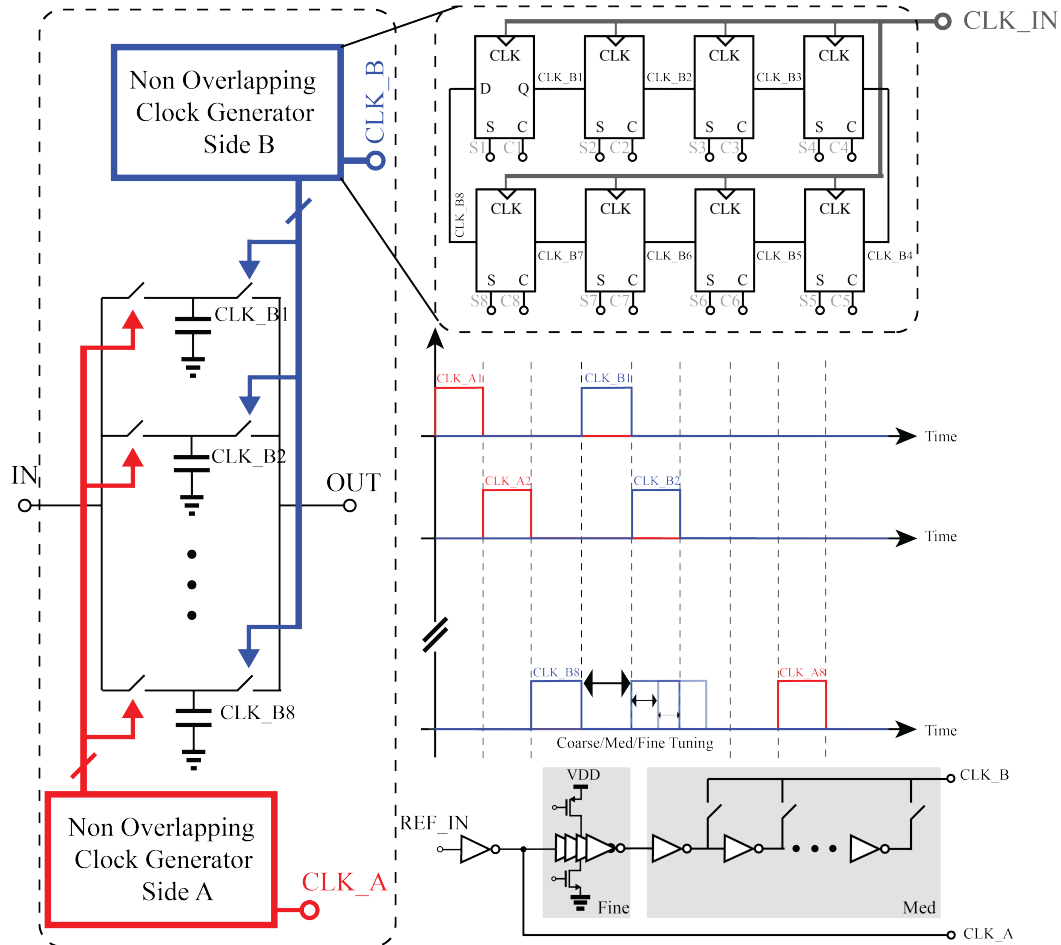 Non Overlapping
Clock Generator
Side B
CLK_B
CLK_B1
CLK_B2
IN
OUT
CLK_B8
Non Overlapping
Clock Generator
Side A
CLK_A
CLK_IN
CLK
CLK
CLK
CLK
D
Q
CLK_B1
CLK_B2
CLK_B3
S C
S C
S C
S C
S1 C1
S2 C2
S3 C3
S4 C4
CLK
CLK
CLK
CLK
CLK_B8
CLK_B7
CLK_B6
CLK_B5
CLK_B4
S C
S C
S C
S C
S8 C8
S7 C7
S6 C6
S5 C5
CLK_A1
CLK_B1
Time
CLK_A2
CLK_B2
Time
CLK_B8
CLK_A8
Time
Coarse/Med/Fine Tuning
VDD
CLK_B
REF_IN
Fine
Med
CLK_A